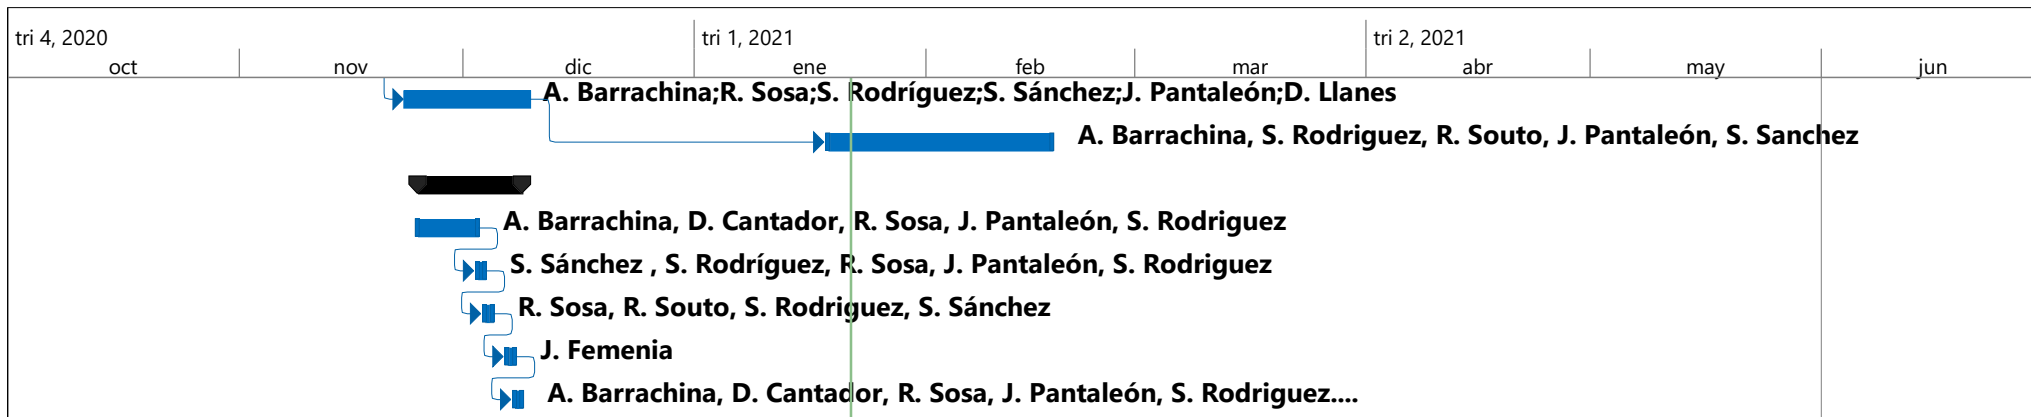 tri 4, 2020 tri 1, 2021 tri 2, 2021
oct nov dic ene feb mar abr may jun
A. Barrachina;R. Sosa;S. Rodríguez;S. Sánchez;J. Pantaleón;D. Llanes
A. Barrachina, S. Rodriguez, R. Souto, J. Pantaleón, S. Sanchez
A. Barrachina, D. Cantador, R. Sosa, J. Pantaleón, S. Rodriguez
S. Sánchez , S. Rodríguez, R. Sosa, J. Pantaleón, S. Rodriguez
R. Sosa, R. Souto, S. Rodriguez, S. Sánchez
J. Femenia
A. Barrachina, D. Cantador, R. Sosa, J. Pantaleón, S. Rodriguez....